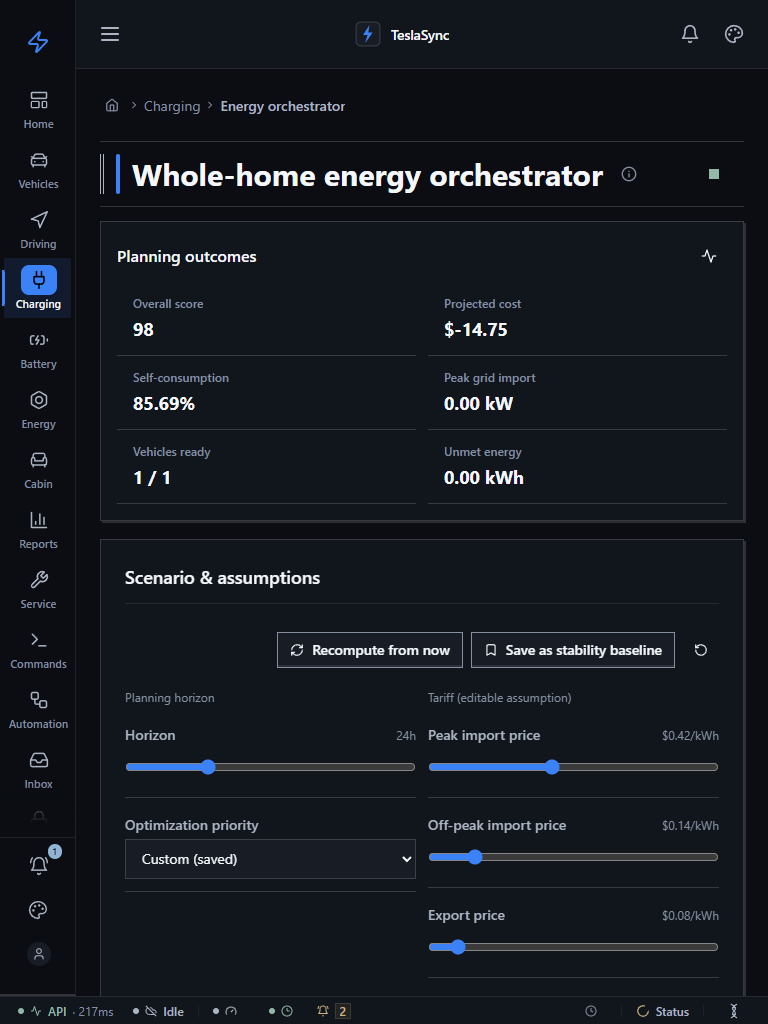 TeslaSync
Home
Vehicles
Driving
Charging
Battery
Energy
Cabin
Reports
Service
Commands
Automation
Inbox
1
Charging
Energy orchestrator
Whole-home energy orchestrator
Planning outcomes
Overall score
98
Projected cost
$-14.75
Self-consumption
85.69%
Peak grid import
0.00 kW
Vehicles ready
1 / 1
Unmet energy
0.00 kWh
Scenario & assumptions
Recompute from now
Save as stability baseline
Planning horizon
Horizon 24h
Optimization priority
Custom (saved)
Tariff (editable assumption)
Peak import price $0.42/kWh
Off-peak import price $0.14/kWh
Export price $0.08/kWh
API · 217ms
Idle
2
Status